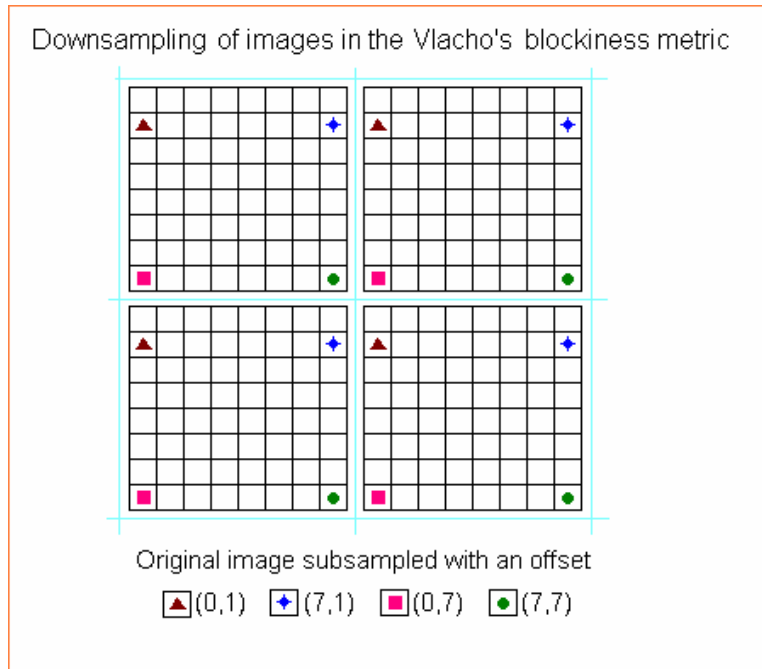 Downsampling of images in the Vlacho's blockiness metric
Original image subsampled with an offset
(0,1) (7,1) (0,7) (7,7)